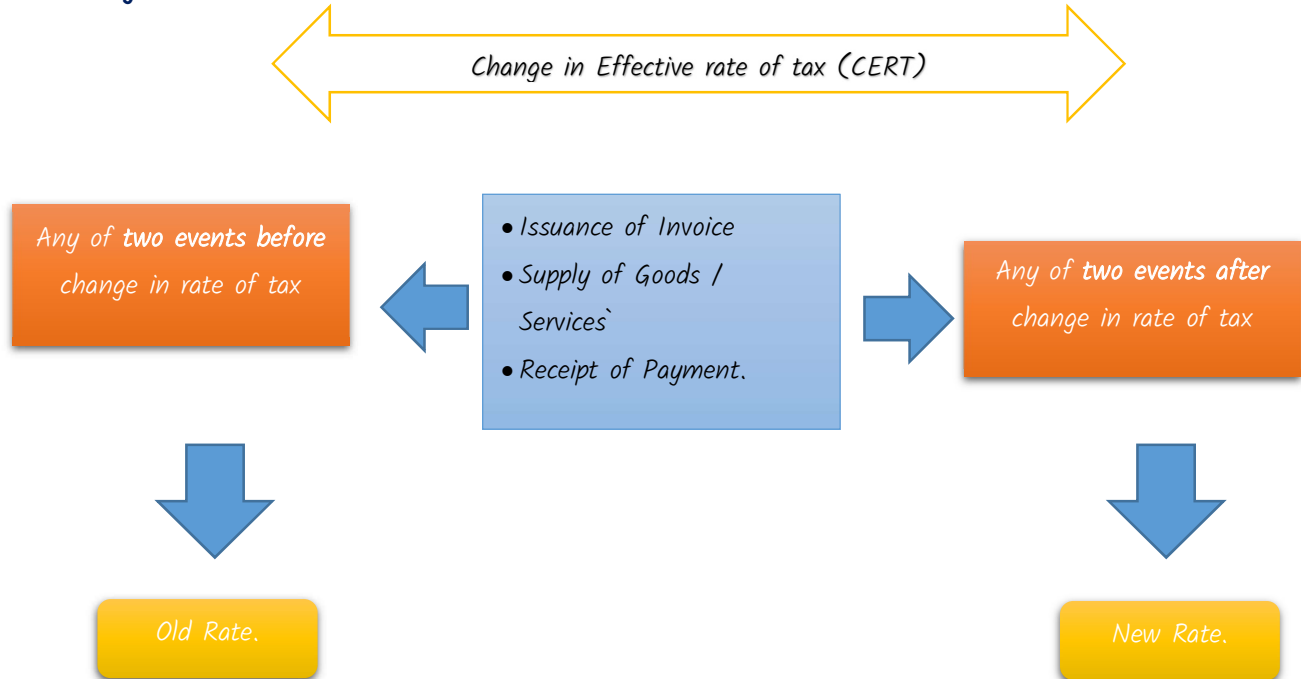 Change in Effective rate of tax (CERT)
Any of two events before
change in rate of tax
• Issuance of Invoice
• Supply of Goods /
Services`
• Receipt of Payment.
Any of two events after
change in rate of tax
Old Rate.
New Rate.